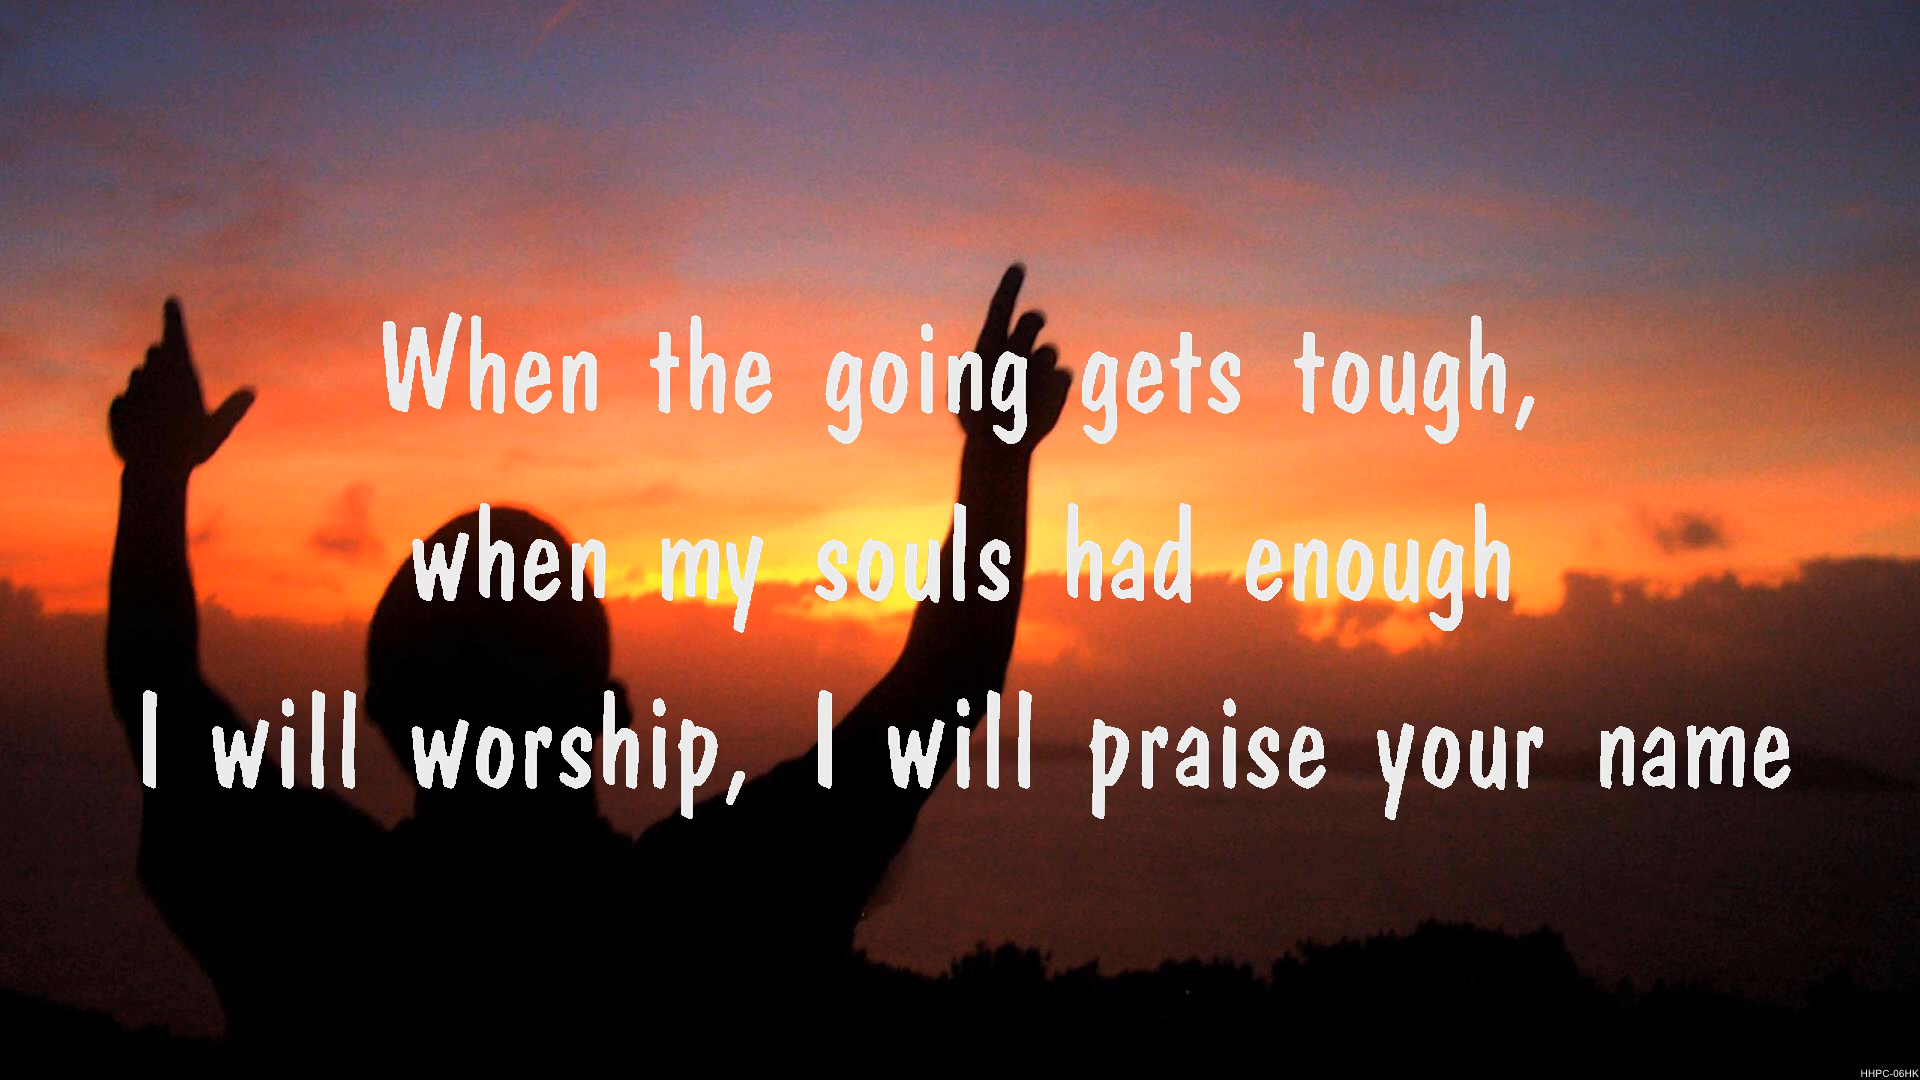 When the going gets tough,
when my souls had enough
I will worship, I will praise your name
HHPC-06HK